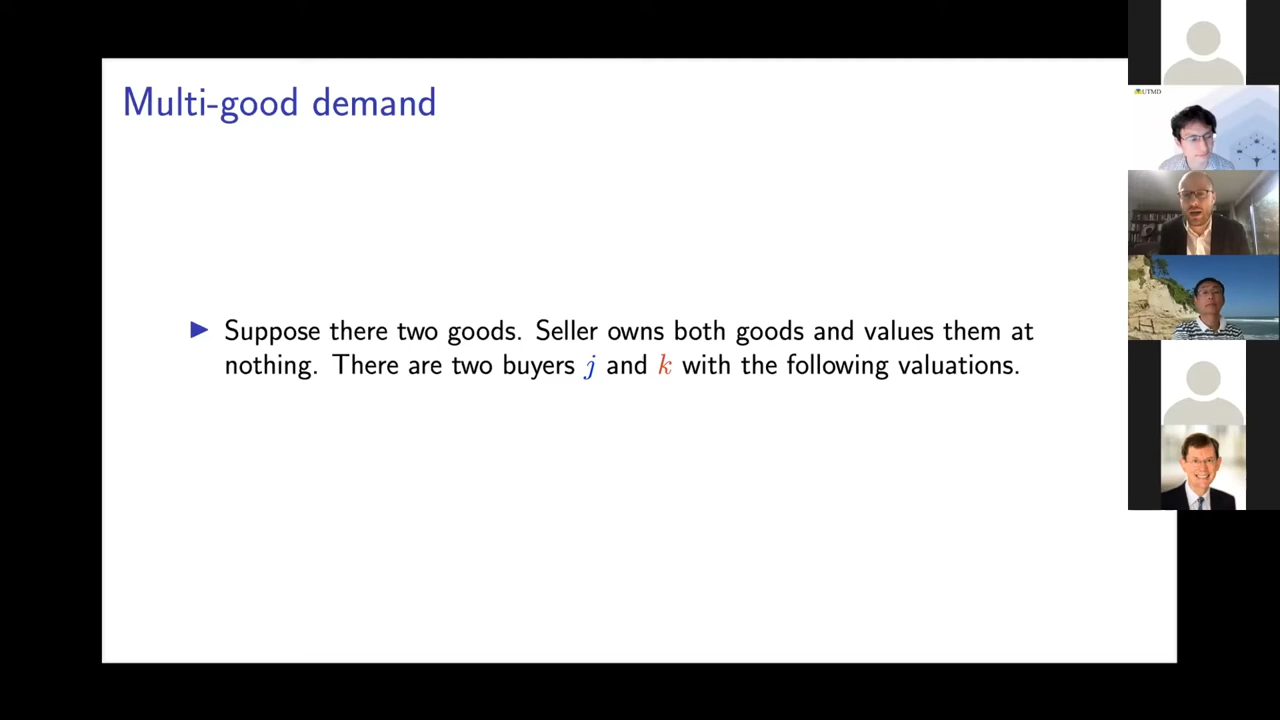 Multi-good demand
Suppose there two goods. Seller owns both goods and values them at
nothing. There are two buyers j and k with the following valuations.
UTMD